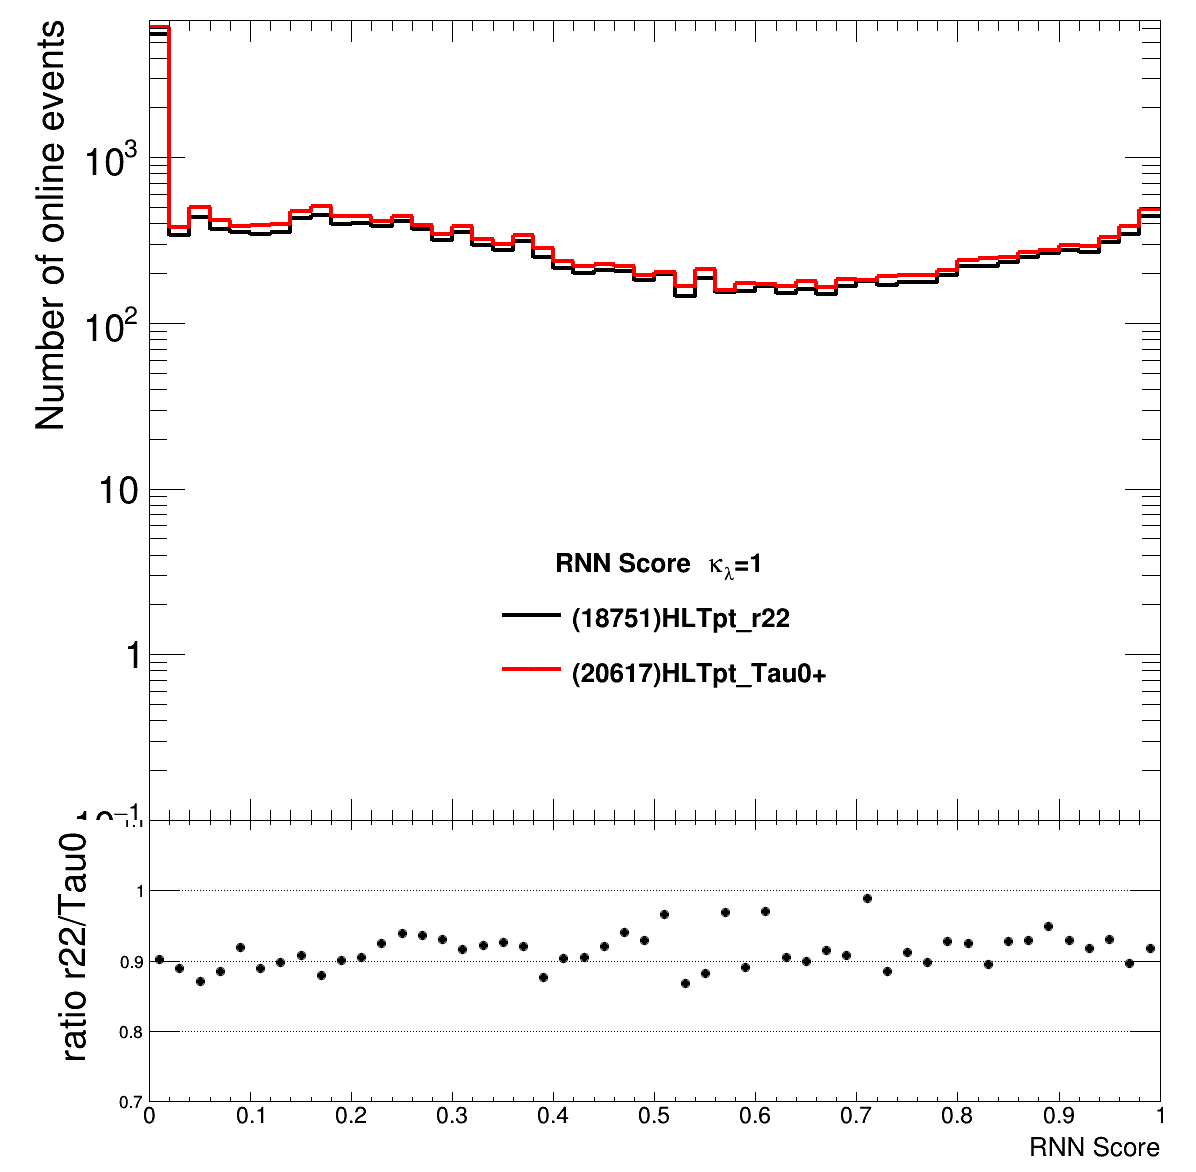 Number of online events
10³
10²
10
1
RNN Score κλ=1
(18751)HLTpt_r22
(20617)HLTpt_Tau0+
ratio r22/Tau0
1
0.9
0.8
0.7
0 0.1 0.2 0.3 0.4 0.5 0.6 0.7 0.8 0.9 1
RNN Score